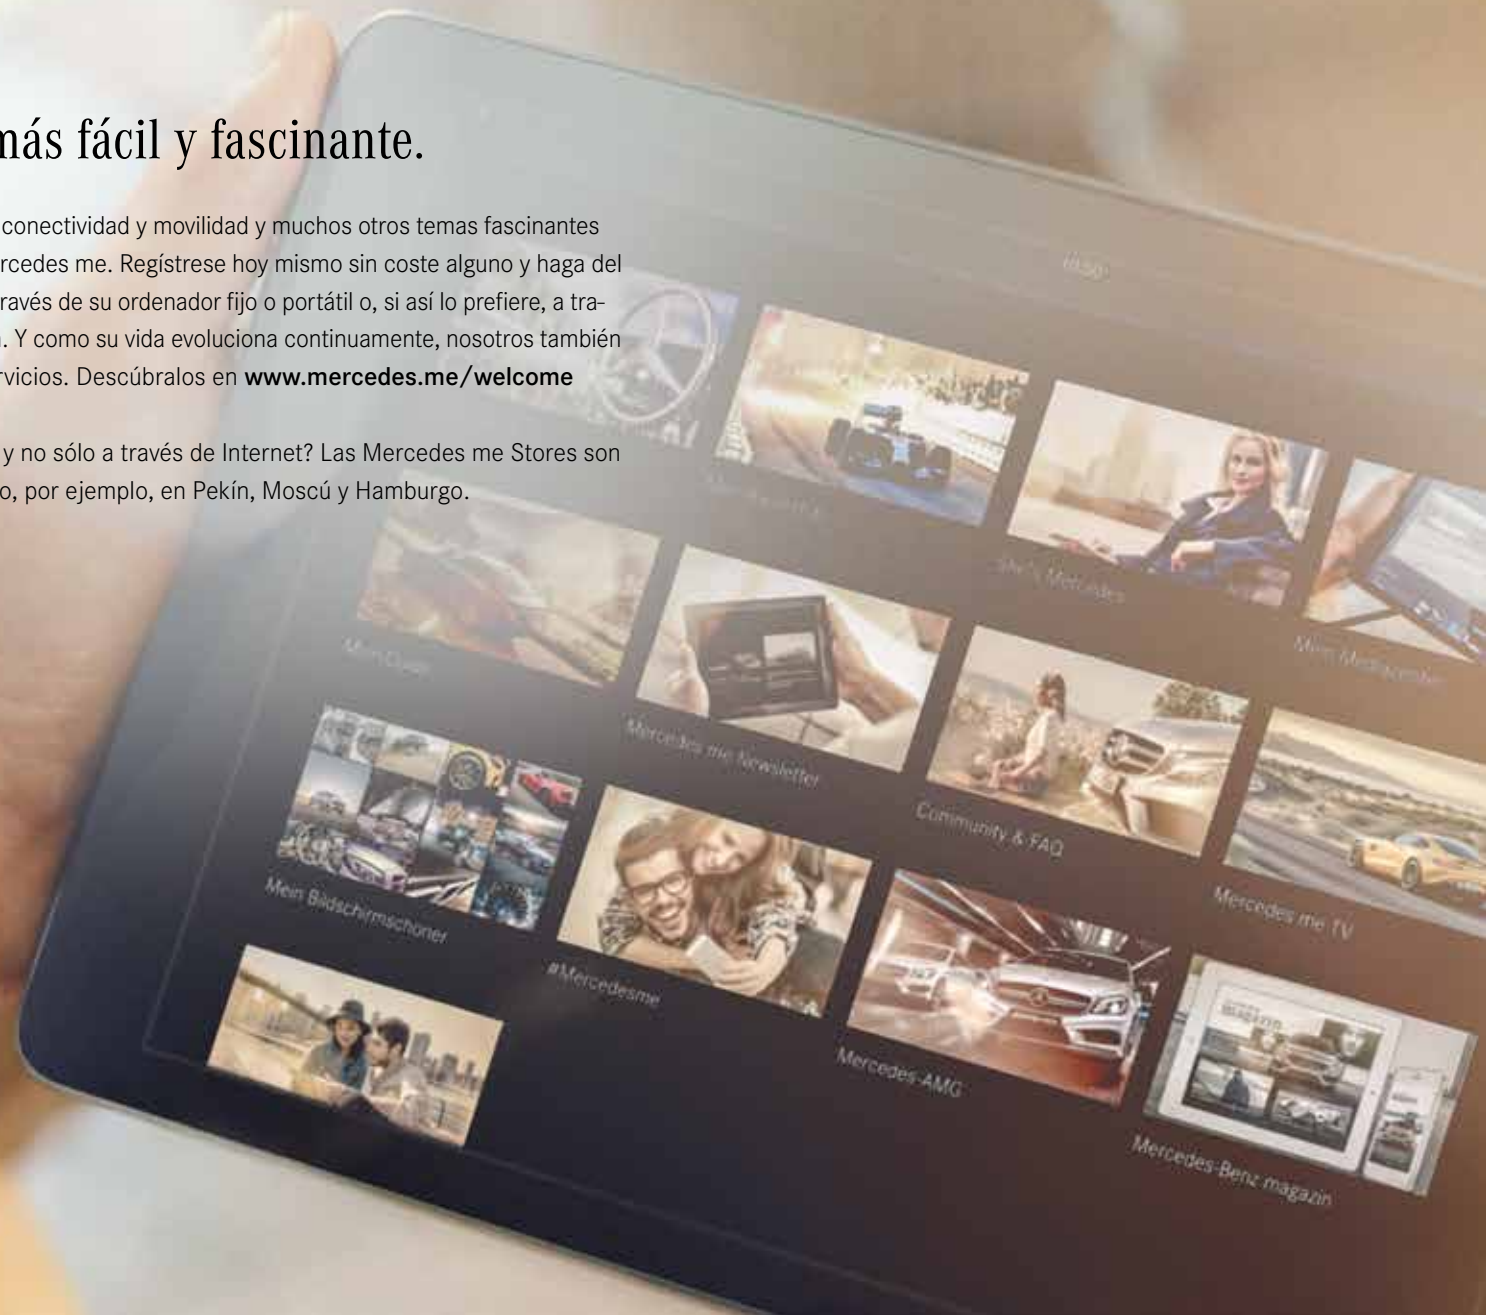 más fácil y fascinante.
conectividad y movilidad y muchos otros temas fascinantes
rcedes me. Regístrese hoy mismo sin coste alguno y haga del
ravés de su ordenador fijo o portátil o, si así lo prefiere, a tra-
. Y como su vida evoluciona continuamente, nosotros también
rvicios. Descúbralos en www.mercedes.me/welcome
y no sólo a través de Internet? Las Mercedes me Stores son
o, por ejemplo, en Pekín, Moscú y Hamburgo.
She's Mercedes
Mercedes me Newsletter
Community & FAQ
Mercedes me TV
Mein Bildschirmschoner
#Mercedesme
Mercedes-AMG
Mercedes-Benz magazin